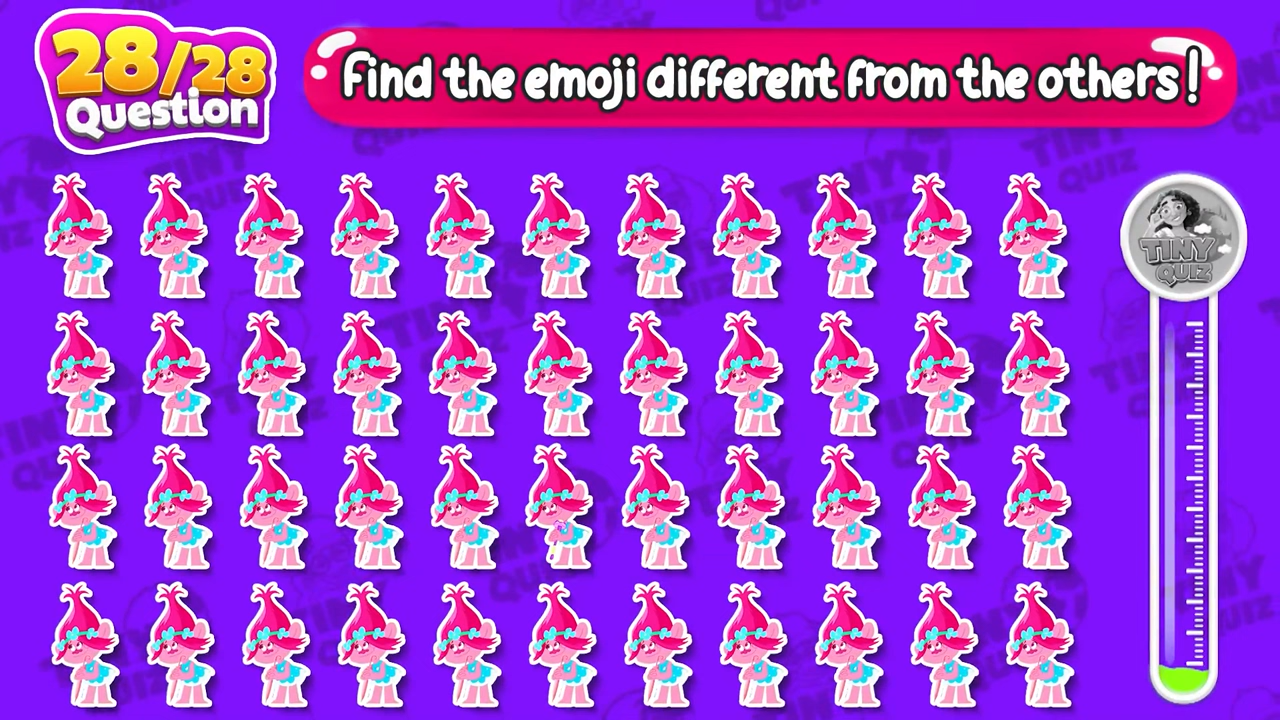 28/28
Question
Find the emoji different from the others!
TINY
QUIZ